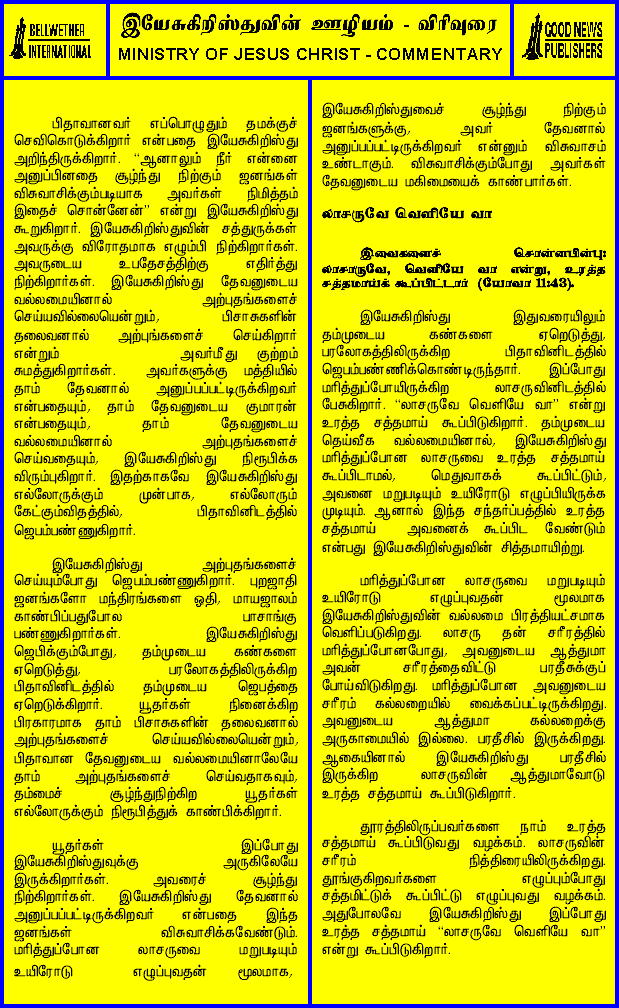 BELLWETHER
INTERNATIONAL
இயேசுகிறிஸ்துவின் ஊழியம் - விரிவுரை
MINISTRY OF JESUS CHRIST - COMMENTARY
GOOD NEWS
PUBLISHERS
பிதாவானவர் எப்பொழுதும் தமக்குச்
செவிகொடுக்கிறார் என்பதை இயேசுகிறிஸ்து
அறிந்திருக்கிறார். “ஆனாலும் நீர் என்னை
அனுப்பினதை சூழ்ந்து நிற்கும் ஜனங்கள்
விசுவாசிக்கும்படியாக அவர்கள் நிமித்தம்
இதைச் சொன்னேன்” என்று இயேசுகிறிஸ்து
கூறுகிறார். இயேசுகிறிஸ்துவின் சத்துருக்கள்
அவருக்கு விரோதமாக எழும்பி நிற்கிறார்கள்.
அவருடைய உபதேசத்திற்கு எதிர்த்து
நிற்கிறார்கள். இயேசுகிறிஸ்து தேவனுடைய
வல்லமையினால் அற்புதங்களைச்
செய்யவில்லையென்றும், பிசாசுகளின்
தலைவனால் அற்புங்களைச் செய்கிறார்
என்றும் அவர்மீது குற்றம்
சுமத்துகிறார்கள். அவர்களுக்கு மத்தியில்
தாம் தேவனால் அனுப்பப்பட்டிருக்கிறவர்
என்பதையும், தாம் தேவனுடைய குமாரன்
என்பதையும், தாம் தேவனுடைய
வல்லமையினால் அற்புதங்களைச்
செய்வதையும், இயேசுகிறிஸ்து நிரூபிக்க
விரும்புகிறார். இதற்காகவே இயேசுகிறிஸ்து
எல்லோருக்கும் முன்பாக, எல்லோரும்
கேட்கும்விதத்தில், பிதாவினிடத்தில்
ஜெபம்பண்ணுகிறார்.
இயேசுகிறிஸ்து அற்புதங்களைச்
செய்யும்போது ஜெபம்பண்ணுகிறார். புறஜாதி
ஜனங்களோ மந்திரங்களை ஓதி, மாயஜாலம்
காண்பிப்பதுபோல பாசாங்கு
பண்ணுகிறார்கள். இயேசுகிறிஸ்து
ஜெபிக்கும்போது, தம்முடைய கண்களை
ஏறெடுத்து, பரலோகத்திலிருக்கிற
பிதாவினிடத்தில் தம்முடைய ஜெபத்தை
ஏறெடுக்கிறார். யூதர்கள் நினைக்கிற
பிரகாரமாக தாம் பிசாசுகளின் தலைவனால்
அற்புதங்களைச் செய்யவில்லையென்றும்,
பிதாவான தேவனுடைய வல்லமையினாலேயே
தாம் அற்புதங்களைச் செய்வதாகவும்,
தம்மைச் சூழ்ந்துநிற்கிற யூதர்கள்
எல்லோருக்கும் நிரூபித்துக் காண்பிக்கிறார்.
யூதர்கள் இப்போது
இயேசுகிறிஸ்துவுக்கு அருகிலேயே
இருக்கிறார்கள். அவரைச் சூழ்ந்து
நிற்கிறார்கள். இயேசுகிறிஸ்து தேவனால்
அனுப்பப்பட்டிருக்கிறவர் என்பதை இந்த
ஜனங்கள் விசுவாசிக்கவேண்டும்.
மரித்துப்போன லாசருவை மறுபடியும்
உயிரோடு எழுப்புவதன் மூலமாக,
இயேசுகிறிஸ்துவைச் சூழ்ந்து நிற்கும்
ஜனங்களுக்கு, அவர் தேவனால்
அனுப்பப்பட்டிருக்கிறவர் என்னும் விசுவாசம்
உண்டாகும். விசுவாசிக்கும்போது அவர்கள்
தேவனுடைய மகிமையைக் காண்பார்கள்.
லாசருவே வெளியே வா
இவைகளைச் சொன்னபின்பு:
லாசருவே, வெளியே வா என்று, உரத்த
சத்தமாய்க் கூப்பிட்டார் (யோவா 11:43).
இயேசுகிறிஸ்து இதுவரையிலும்
தம்முடைய கண்களை ஏறெடுத்து,
பரலோகத்திலிருக்கிற பிதாவினிடத்தில்
ஜெபம்பண்ணிக்கொண்டிருந்தார். இப்போது
மரித்துப்போயிருக்கிற லாசருவினிடத்தில்
பேசுகிறார். “லாசருவே வெளியே வா” என்று
உரத்த சத்தமாய் கூப்பிடுகிறார். தம்முடைய
தெய்வீக வல்லமையினால், இயேசுகிறிஸ்து
மரித்துப்போன லாசருவை உரத்த சத்தமாய்
கூப்பிடாமல், மெதுவாகக் கூப்பிட்டும்,
அவனை மறுபடியும் உயிரோடு எழுப்பியிருக்க
முடியும். ஆனால் இந்த சந்தர்ப்பத்தில் உரத்த
சத்தமாய் அவனைக் கூப்பிட வேண்டும்
என்பது இயேசுகிறிஸ்துவின் சித்தமாயிற்று.
மரித்துப்போன லாசருவை மறுபடியும்
உயிரோடு எழுப்புவதன் மூலமாக
இயேசுகிறிஸ்துவின் வல்லமை பிரத்தியட்சமாக
வெளிப்படுகிறது. லாசரு தன் சரீரத்தில்
மரித்துப்போனபோது, அவனுடைய ஆத்துமா
அவன் சரீரத்தைவிட்டு பரதீசுக்குப்
போய்விடுகிறது. மரித்துப்போன அவனுடைய
சரீரம் கல்லறையில் வைக்கப்பட்டிருக்கிறது.
அவனுடைய ஆத்துமா கல்லறைக்கு
அருகாமையில் இல்லை. பரதீசில் இருக்கிறது.
ஆகையினால் இயேசுகிறிஸ்து பரதீசில்
இருக்கிற லாசருவின் ஆத்துமாவோடு
உரத்த சத்தமாய் கூப்பிடுகிறார்.
தூரத்திலிருப்பவர்களை நாம் உரத்த
சத்தமாய் கூப்பிடுவது வழக்கம். லாசருவின்
சரீரம் நித்திரையிலிருக்கிறது.
தூங்குகிறவர்களை எழுப்பும்போது
சத்தமிட்டுக் கூப்பிட்டு எழுப்புவது வழக்கம்.
அதுபோலவே இயேசுகிறிஸ்து இப்போது
உரத்த சத்தமாய் “லாசருவே வெளியே வா”
என்று கூப்பிடுகிறார்.